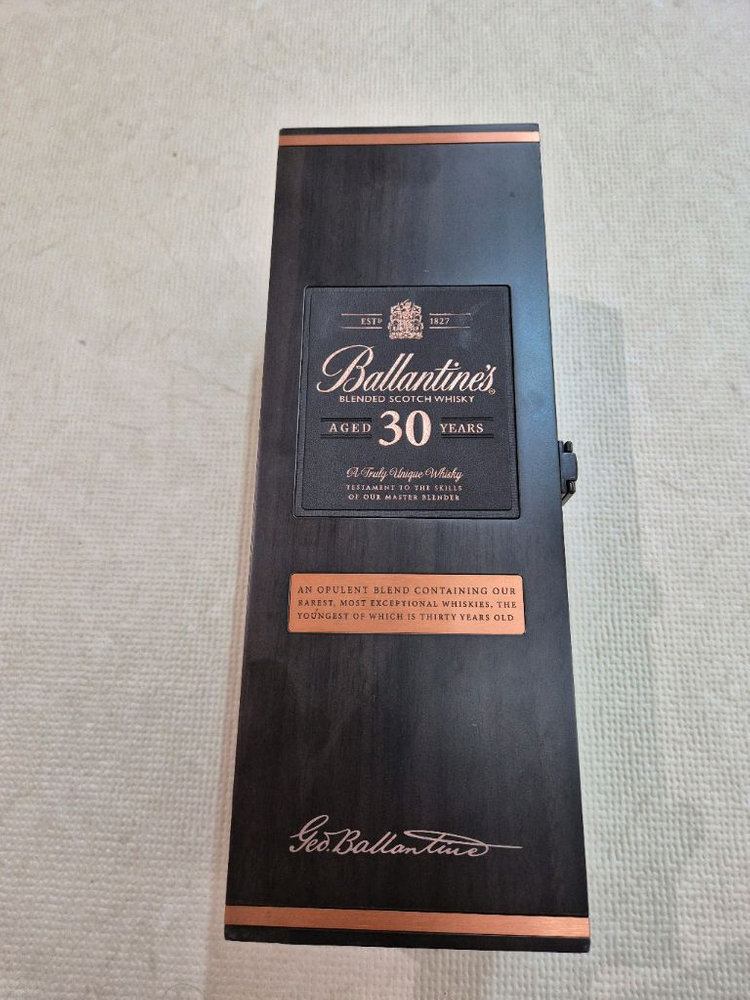 ESTD 1827
Ballantine's
BLENDED SCOTCH WHISKY
AGED 30 YEARS
A Truly Unique Whisky
TESTAMENT TO THE SKILLS
OF OUR MASTER BLENDER
AN OPULENT BLEND CONTAINING OUR
RAREST, MOST EXCEPTIONAL WHISKIES, THE
YOUNGEST OF WHICH IS THIRTY YEARS OLD
Geo. Ballantine